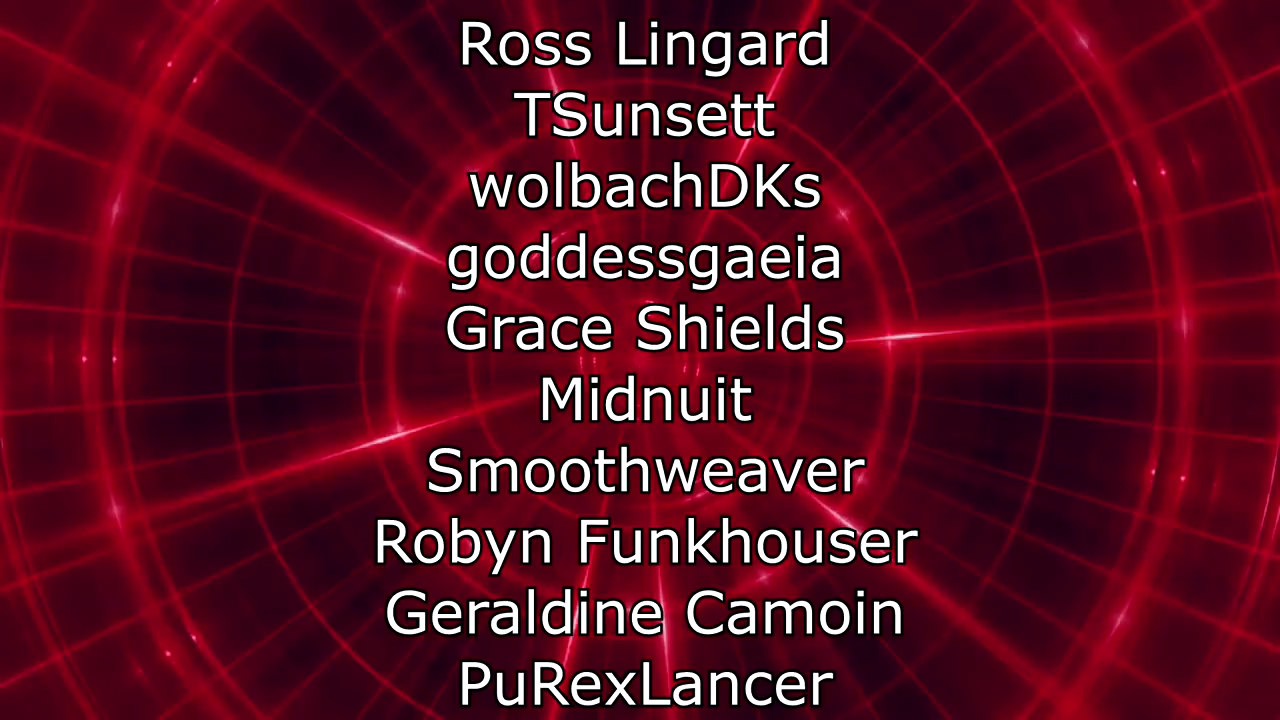 Ross Lingard
TSunsett
wolbachDKs
goddessgaeia
Grace Shields
Midnuit
Smoothweaver
Robyn Funkhouser
Geraldine Camoin
PuRexLancer